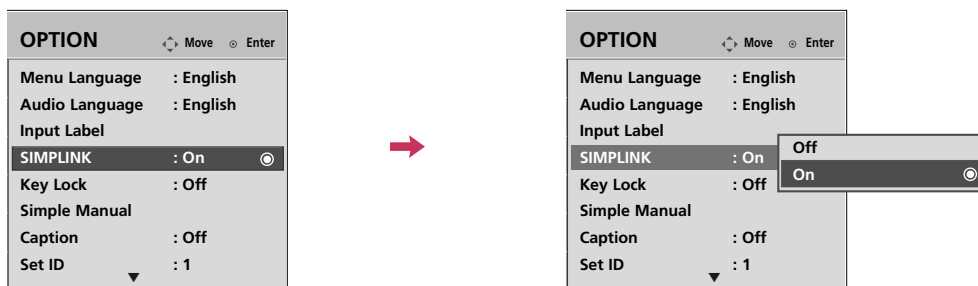 OPTION Move Enter
Menu Language : English
Audio Language : English
Input Label
SIMPLINK : On
Key Lock : Off
Simple Manual
Caption : Off
Set ID : 1
OPTION Move Enter
Menu Language : English
Audio Language : English
Input Label
SIMPLINK : On
Key Lock : Off
Simple Manual
Caption : Off
Set ID : 1
Off
On